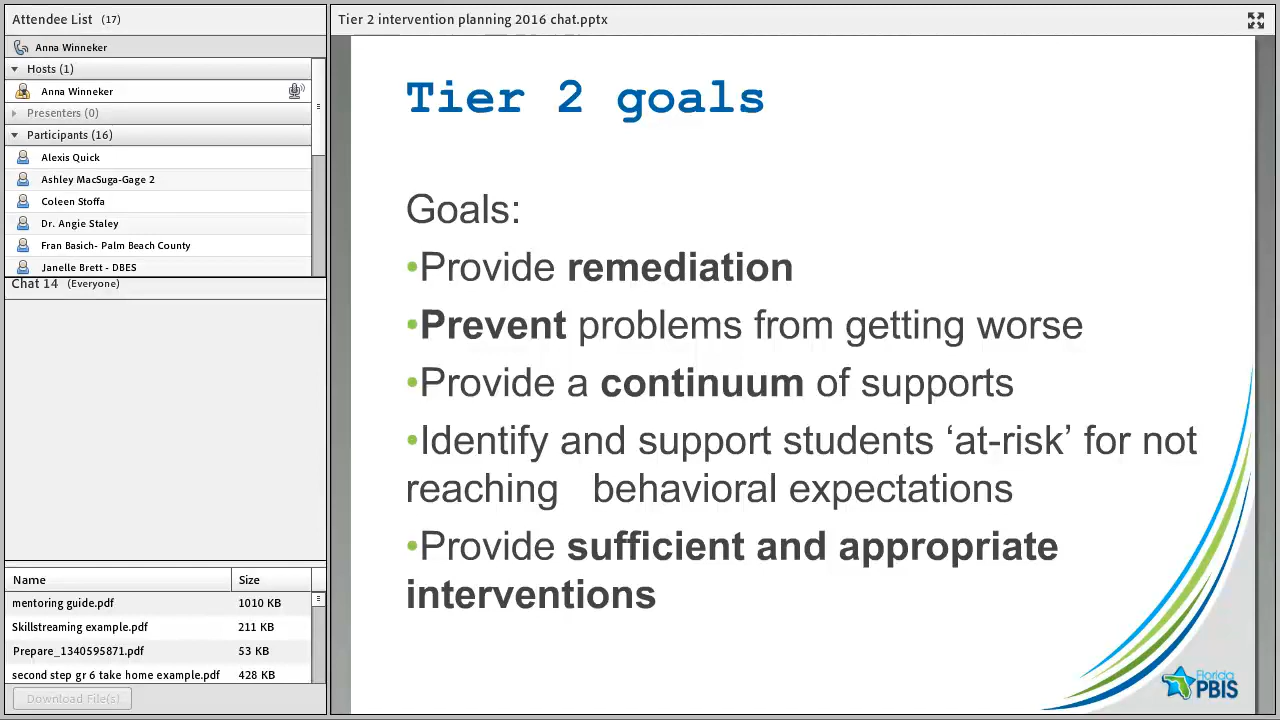 Attendee List (17)
Anna Winneker
Hosts (1)
Anna Winneker
Presenters (0)
Participants (16)
Alexis Quick
Ashley MacSuga-Gage 2
Coleen Stoffa
Dr. Angie Staley
Fran Basich- Palm Beach County
Janelle Brett - DBES
Chat 14 (Everyone)
Name Size
mentoring guide.pdf 1010 KB
Skillstreaming example.pdf 211 KB
Prepare_1340595871.pdf 53 KB
second step gr 6 take home example.pdf 428 KB
Download File(s)
Tier 2 intervention planning 2016 chat.pptx
Tier 2 goals
Goals:
•Provide remediation
•Prevent problems from getting worse
•Provide a continuum of supports
•Identify and support students ‘at-risk’ for not
reaching behavioral expectations
•Provide sufficient and appropriate
interventions
Florida
PBIS